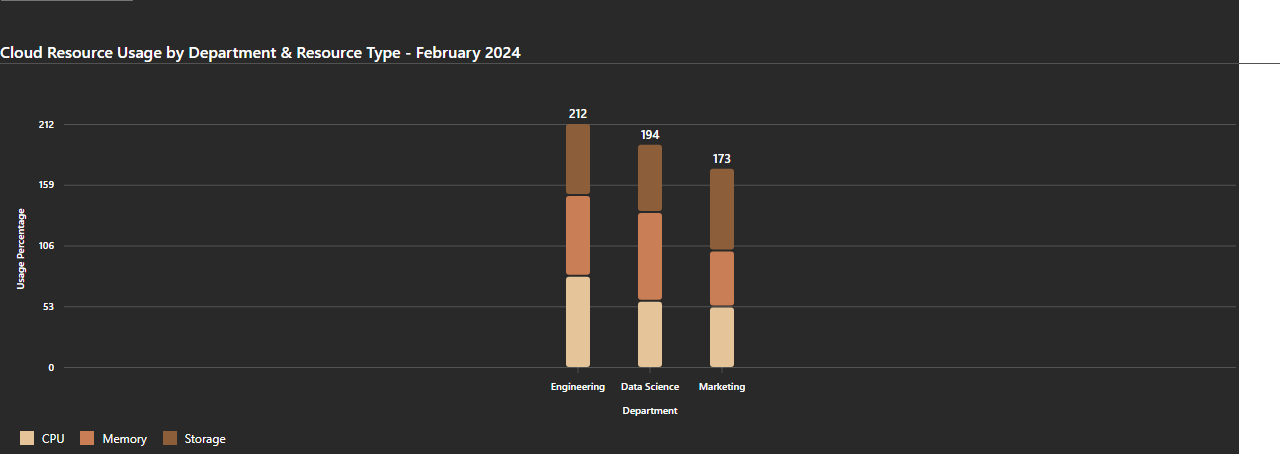 Cloud Resource Usage by Department & Resource Type - February 2024
212
194
173
212
159
106
53
0
Usage Percentage
Engineering Data Science Marketing
Department
CPU Memory Storage